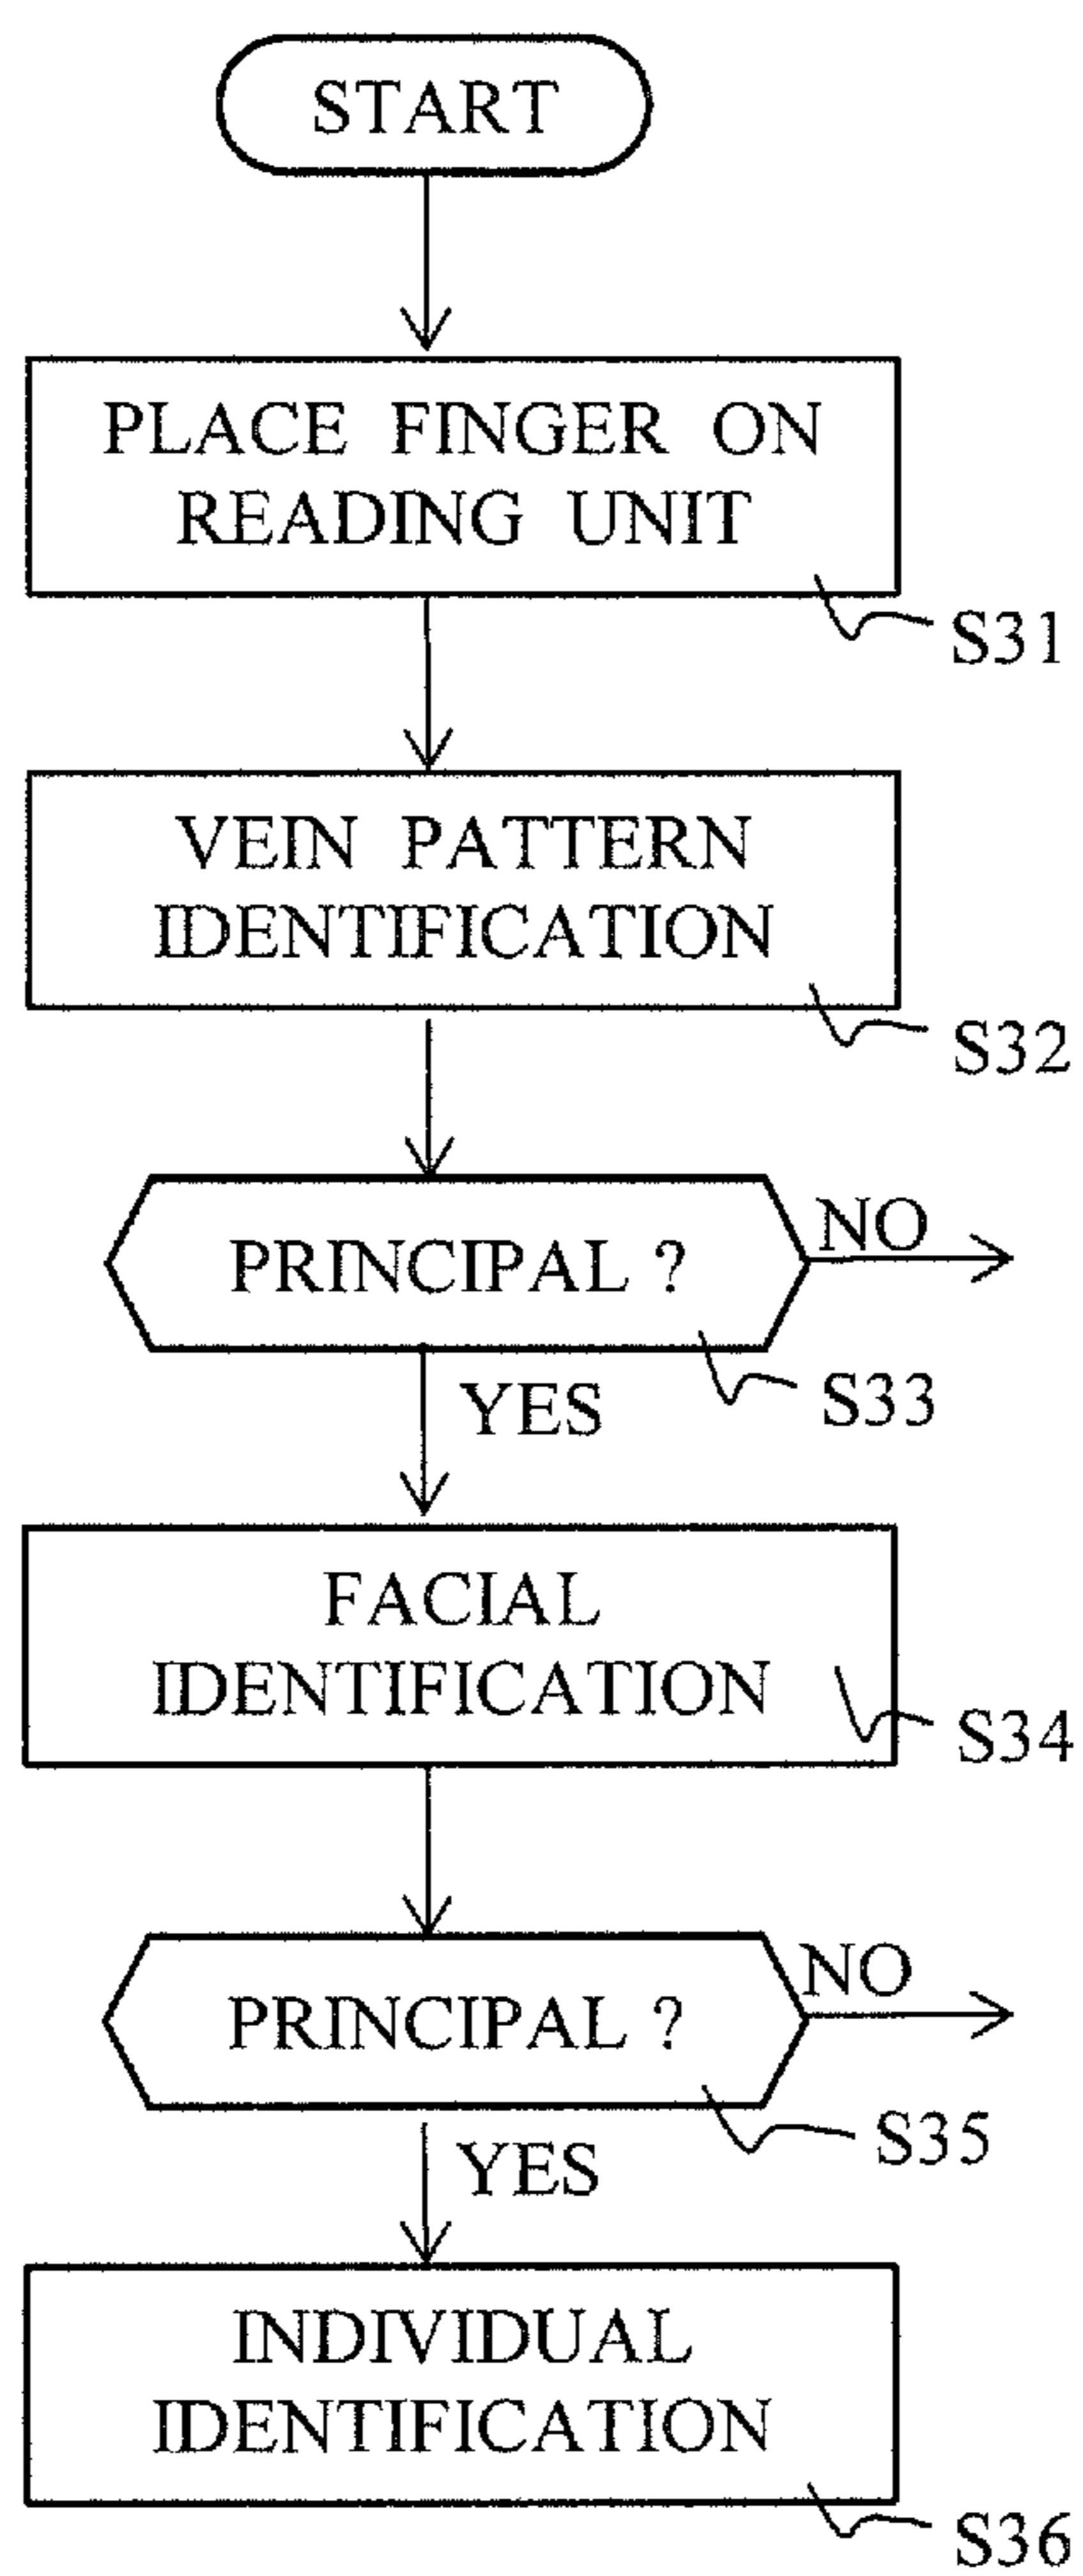 START
PLACE FINGER ON
READING UNIT
S31
VEIN PATTERN
IDENTIFICATION
S32
PRINCIPAL ?
NO
S33
YES
FACIAL
IDENTIFICATION
S34
PRINCIPAL ?
NO
S35
YES
INDIVIDUAL
IDENTIFICATION
S36